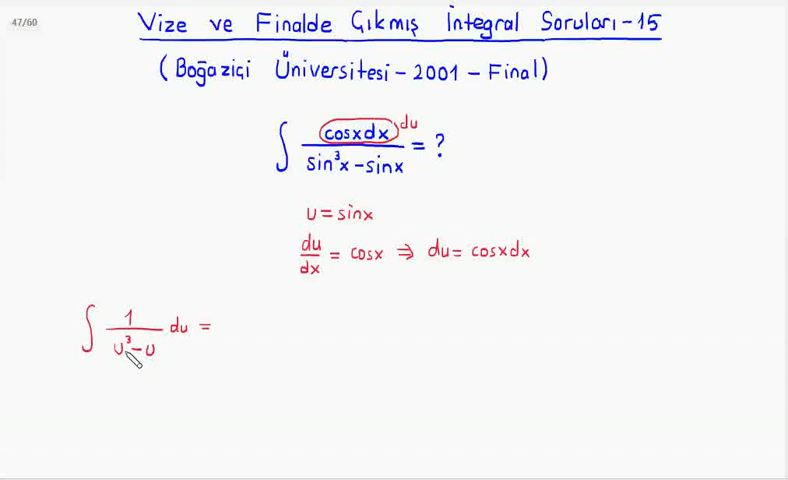 47/60
Vize ve Finalde Çıkmış İntegral Soruları-15
(Boğaziçi Üniversitesi-2001-Final)
∫ cosxdx / (sin³x - sinx) = ? du
u = sinx
du/dx = cosx ⇒ du = cosxdx
∫ 1/(u³ - u) du =